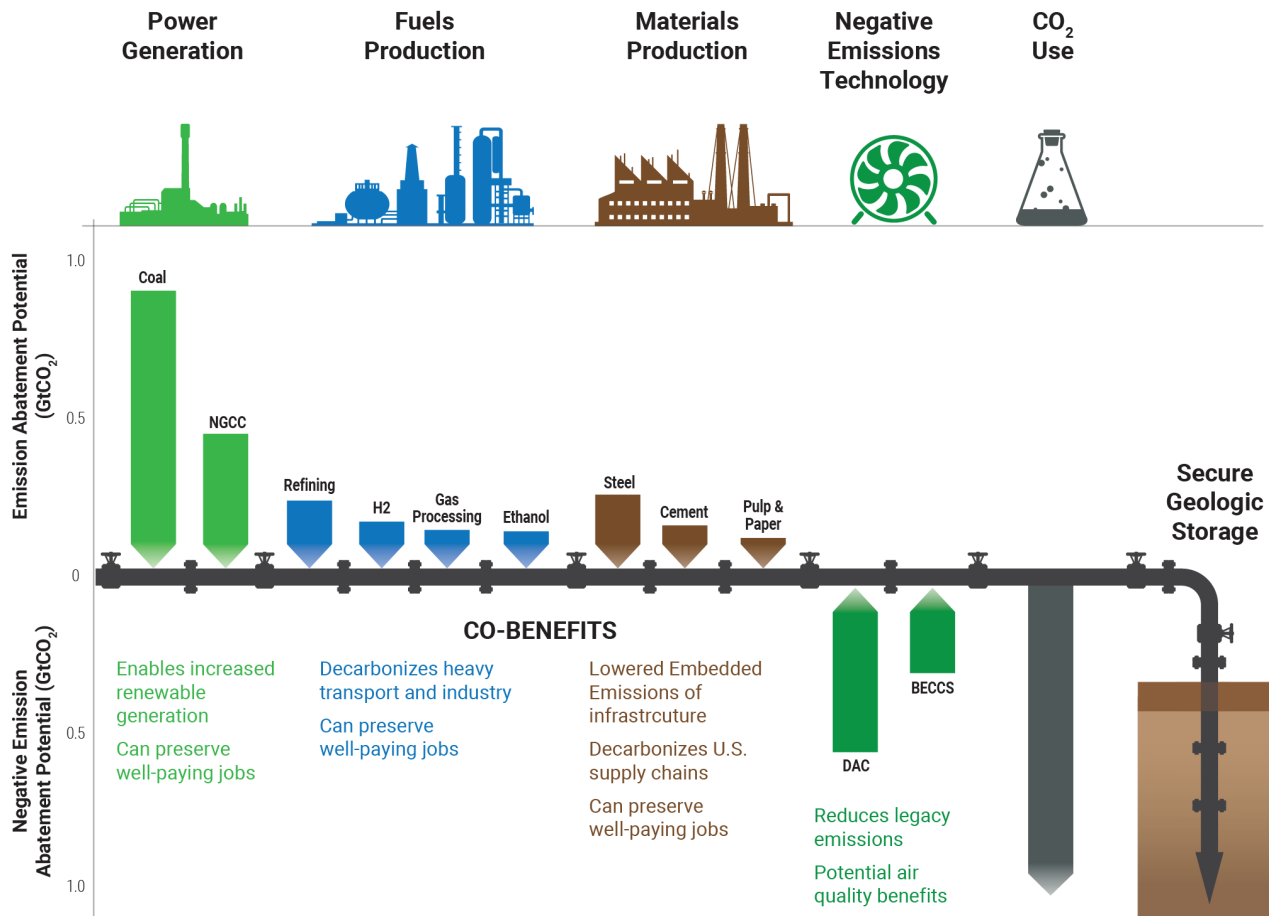 Power
Generation
Fuels
Production
Materials
Production
Negative
Emissions
Technology
CO₂
Use
Emission Abatement Potential
(GtCO₂)
1.0
0.5
0
Coal
NGCC
Refining
H2
Gas
Processing
Ethanol
Steel
Cement
Pulp &
Paper
Secure
Geologic
Storage
Negative Emission
Abatement Potential (GtCO₂)
0.5
1.0
CO-BENEFITS
Enables increased
renewable
generation
Can preserve
well-paying jobs
Decarbonizes heavy
transport and industry
Can preserve
well-paying jobs
Lowered Embedded
Emissions of
infrastrcuture
Decarbonizes U.S.
supply chains
Can preserve
well-paying jobs
DAC
BECCS
Reduces legacy
emissions
Potential air
quality benefits